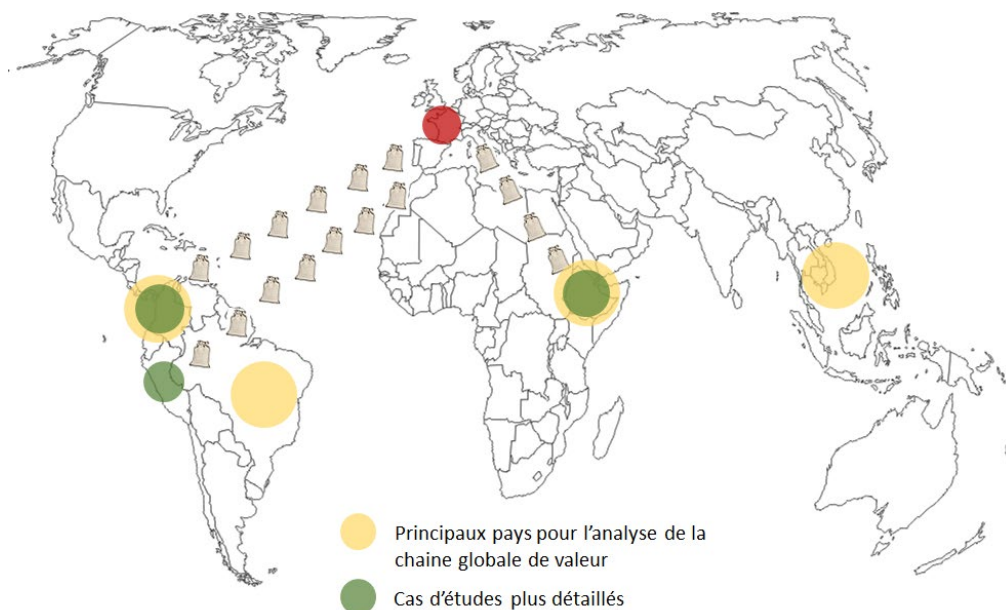 Principaux pays pour l'analyse de la
chaine globale de valeur
Cas d'études plus détaillés